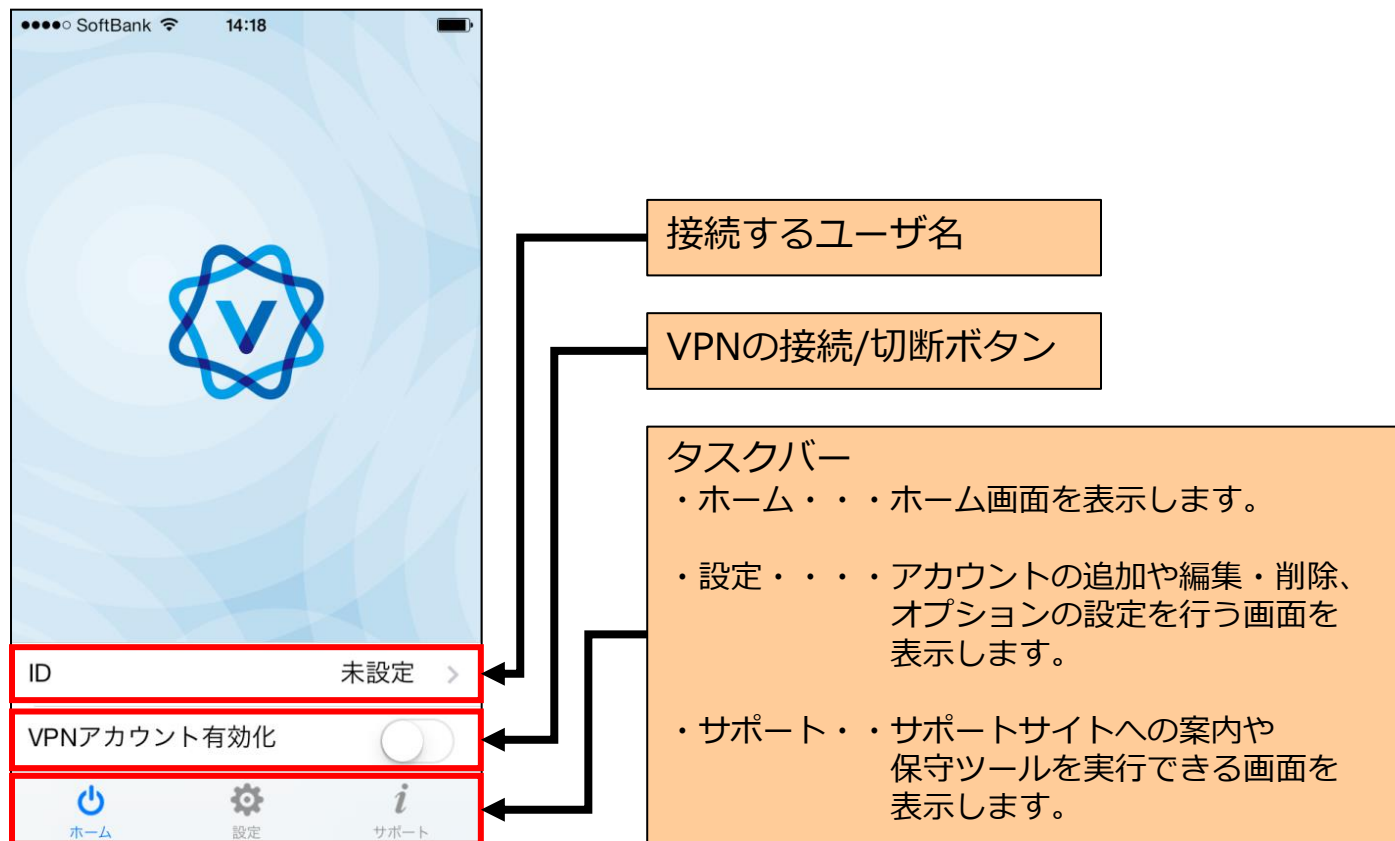 ●●●●○ SoftBank 14:18
V
ID 未設定 >
VPNアカウント有効化
ホーム 設定 サポート
接続するユーザ名
VPNの接続/切断ボタン
タスクバー
・ホーム・・・ホーム画面を表示します。
・設定・・・・アカウントの追加や編集・削除、
オプションの設定を行う画面を
表示します。
・サポート・・サポートサイトへの案内や
保守ツールを実行できる画面を
表示します。